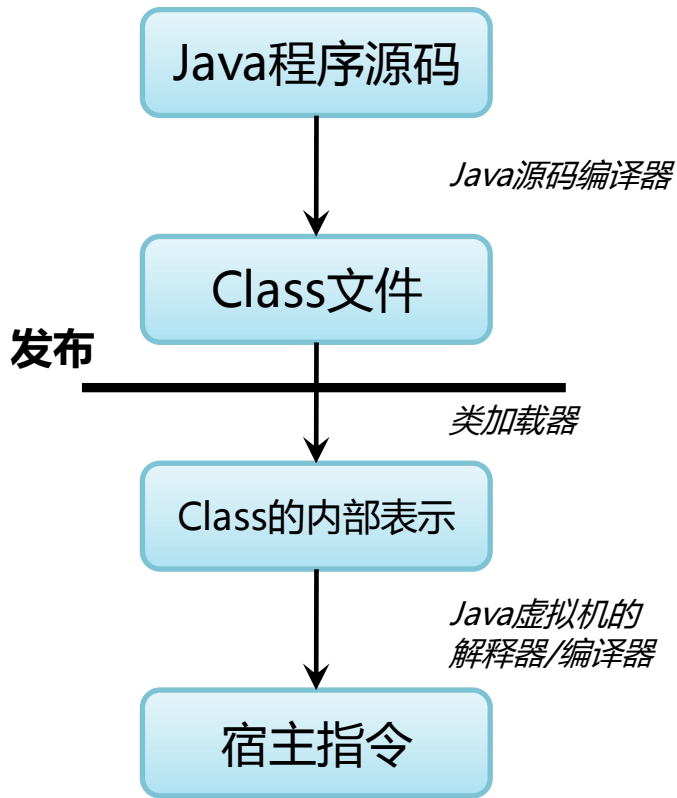 Java程序源码
Java源码编译器
Class文件
发布
类加载器
Class的内部表示
Java虚拟机的
解释器/编译器
宿主指令